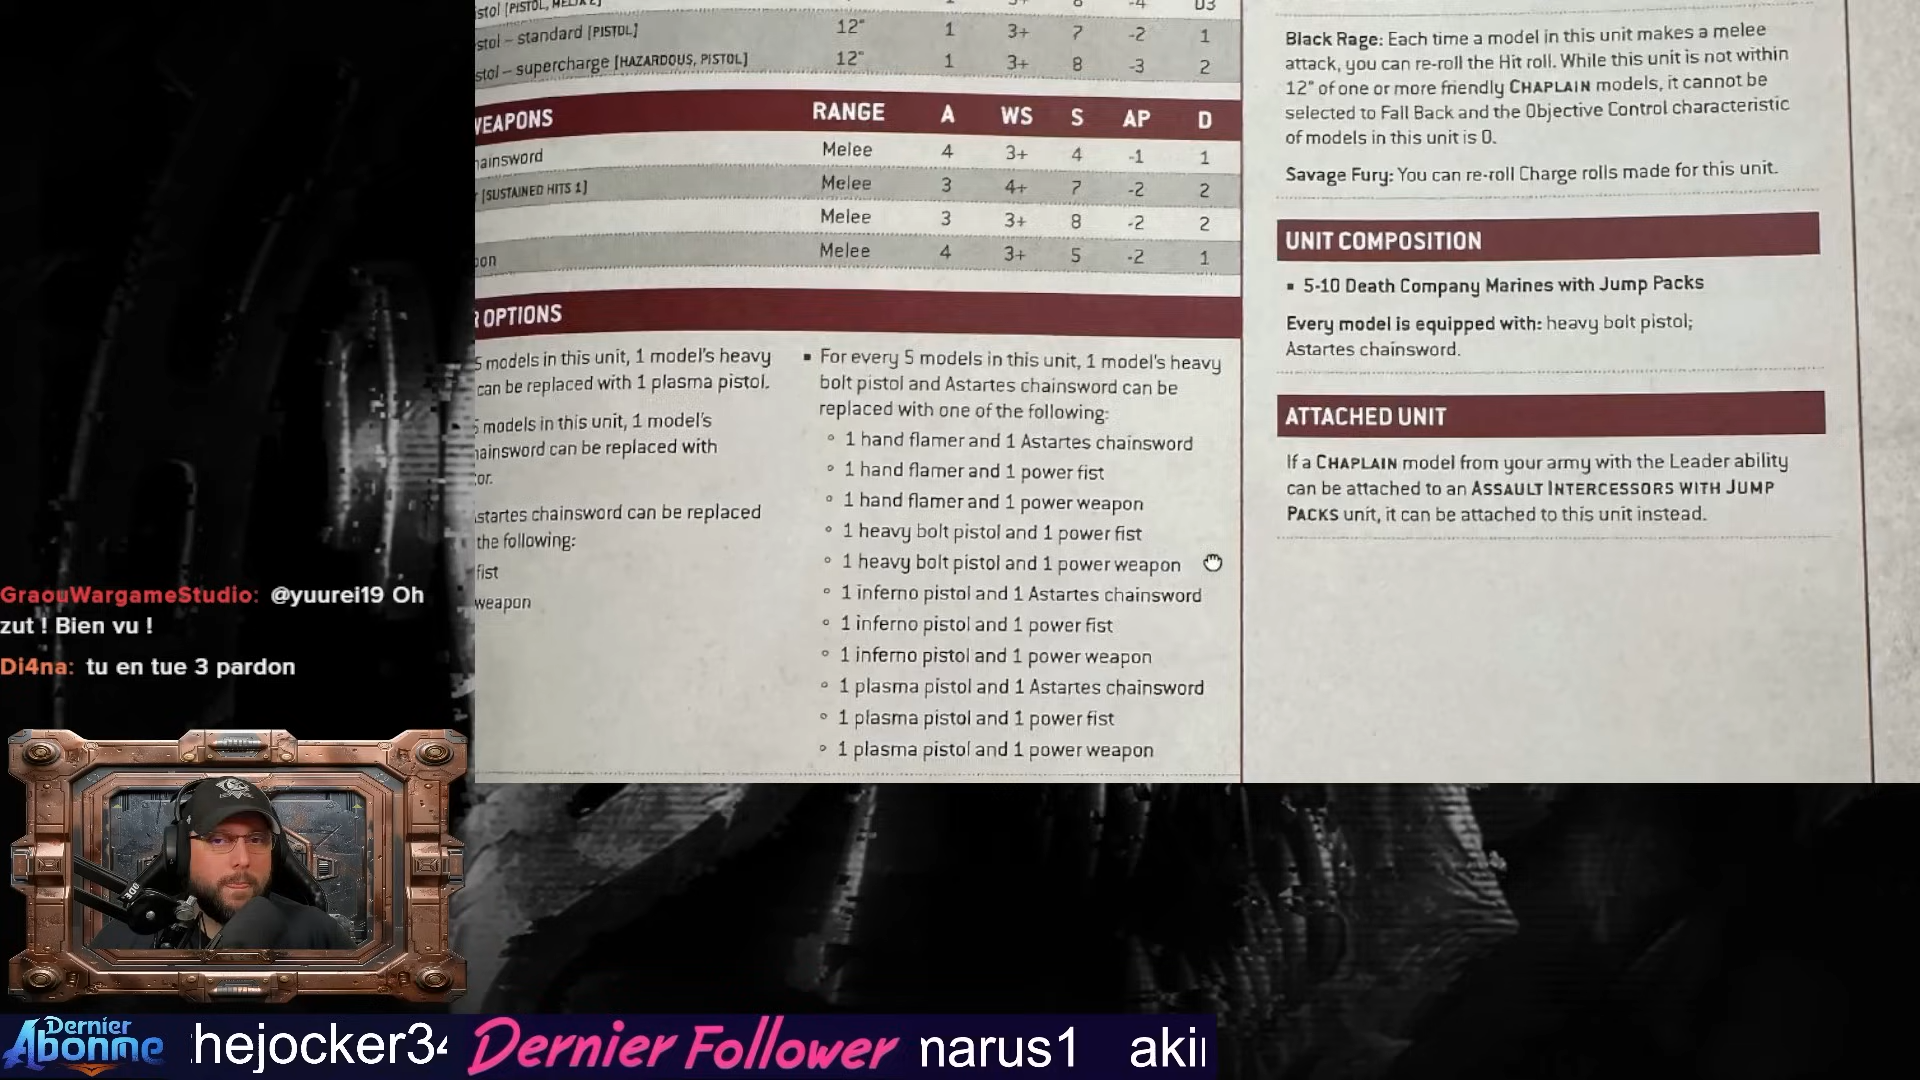 stol [PISTOL, MELTA 2] -4 D3
stol – standard [PISTOL] 12" 1 3+ 7 -2 1
stol – supercharge [HAZARDOUS, PISTOL] 12" 1 3+ 8 -3 2
WEAPONS RANGE A WS S AP D
hainsword Melee 4 3+ 4 -1 1
[SUSTAINED HITS 1] Melee 3 4+ 7 -2 2
Melee 3 3+ 8 -2 2
pon Melee 4 3+ 5 -2 1
R OPTIONS
5 models in this unit, 1 model's heavy
can be replaced with 1 plasma pistol.
5 models in this unit, 1 model's
hainsword can be replaced with
or.
Astartes chainsword can be replaced
the following:
fist
weapon
▪ For every 5 models in this unit, 1 model's heavy
bolt pistol and Astartes chainsword can be
replaced with one of the following:
◦ 1 hand flamer and 1 Astartes chainsword
◦ 1 hand flamer and 1 power fist
◦ 1 hand flamer and 1 power weapon
◦ 1 heavy bolt pistol and 1 power fist
◦ 1 heavy bolt pistol and 1 power weapon
◦ 1 inferno pistol and 1 Astartes chainsword
◦ 1 inferno pistol and 1 power fist
◦ 1 inferno pistol and 1 power weapon
◦ 1 plasma pistol and 1 Astartes chainsword
◦ 1 plasma pistol and 1 power fist
◦ 1 plasma pistol and 1 power weapon
Black Rage: Each time a model in this unit makes a melee
attack, you can re-roll the Hit roll. While this unit is not within
12" of one or more friendly CHAPLAIN models, it cannot be
selected to Fall Back and the Objective Control characteristic
of models in this unit is 0.
Savage Fury: You can re-roll Charge rolls made for this unit.
UNIT COMPOSITION
▪ 5-10 Death Company Marines with Jump Packs
Every model is equipped with: heavy bolt pistol;
Astartes chainsword.
ATTACHED UNIT
If a CHAPLAIN model from your army with the Leader ability
can be attached to an ASSAULT INTERCESSORS WITH JUMP
PACKS unit, it can be attached to this unit instead.
GraouWargameStudio: @yuurei19 Oh
zut ! Bien vu !
Di4na: tu en tue 3 pardon
Dernier
Abonné
hejocker34
Dernier Follower
narus1 akii